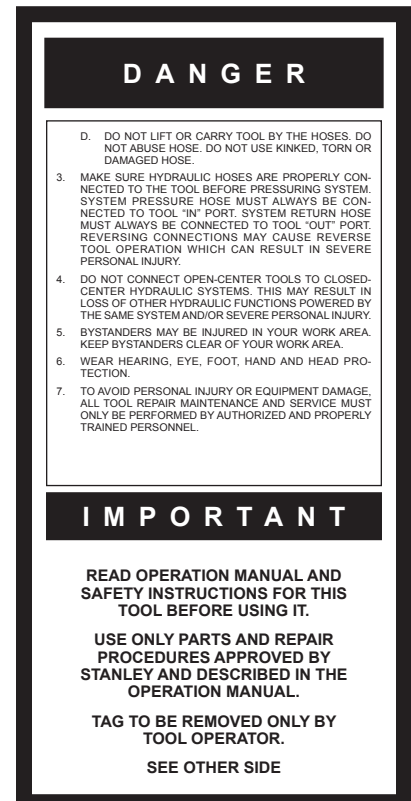 DANGER
D. DO NOT LIFT OR CARRY TOOL BY THE HOSES. DO
NOT ABUSE HOSE. DO NOT USE KINKED, TORN OR
DAMAGED HOSE.
3. MAKE SURE HYDRAULIC HOSES ARE PROPERLY CON-
NECTED TO THE TOOL BEFORE PRESSURING SYSTEM.
SYSTEM PRESSURE HOSE MUST ALWAYS BE CON-
NECTED TO TOOL “IN” PORT. SYSTEM RETURN HOSE
MUST ALWAYS BE CONNECTED TO TOOL “OUT” PORT.
REVERSING CONNECTIONS MAY CAUSE REVERSE
TOOL OPERATION WHICH CAN RESULT IN SEVERE
PERSONAL INJURY.
4. DO NOT CONNECT OPEN-CENTER TOOLS TO CLOSED-
CENTER HYDRAULIC SYSTEMS. THIS MAY RESULT IN
LOSS OF OTHER HYDRAULIC FUNCTIONS POWERED BY
THE SAME SYSTEM AND/OR SEVERE PERSONAL INJURY.
5. BYSTANDERS MAY BE INJURED IN YOUR WORK AREA.
KEEP BYSTANDERS CLEAR OF YOUR WORK AREA.
6. WEAR HEARING, EYE, FOOT, HAND AND HEAD PRO-
TECTION.
7. TO AVOID PERSONAL INJURY OR EQUIPMENT DAMAGE,
ALL TOOL REPAIR MAINTENANCE AND SERVICE MUST
ONLY BE PERFORMED BY AUTHORIZED AND PROPERLY
TRAINED PERSONNEL.
IMPORTANT
READ OPERATION MANUAL AND
SAFETY INSTRUCTIONS FOR THIS
TOOL BEFORE USING IT.
USE ONLY PARTS AND REPAIR
PROCEDURES APPROVED BY
STANLEY AND DESCRIBED IN THE
OPERATION MANUAL.
TAG TO BE REMOVED ONLY BY
TOOL OPERATOR.
SEE OTHER SIDE